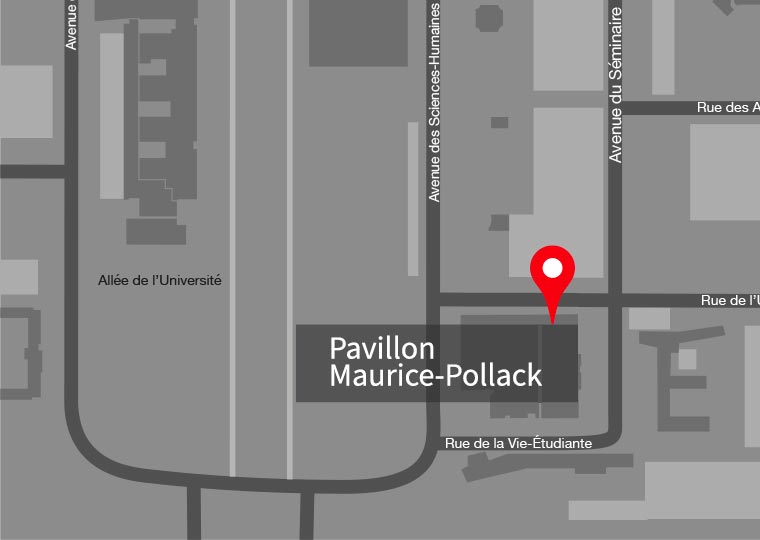 Avenue
Avenue des Sciences-Humaines
Avenue du Séminaire
Rue des
Allée de l'Université
Rue de
Pavillon
Maurice-Pollack
Rue de la Vie-Étudiante